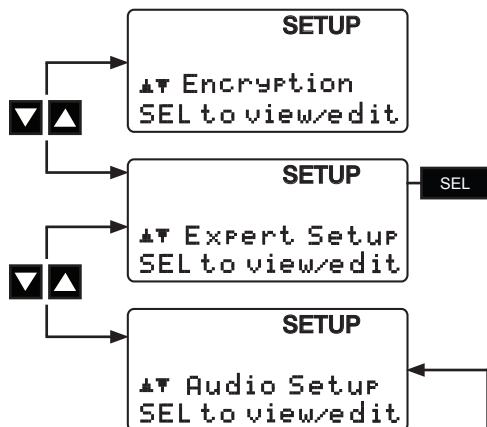 SETUP
Encryption
SEL to view/edit
SETUP
SEL
Expert Setup
SEL to view/edit
SETUP
Audio Setup
SEL to view/edit